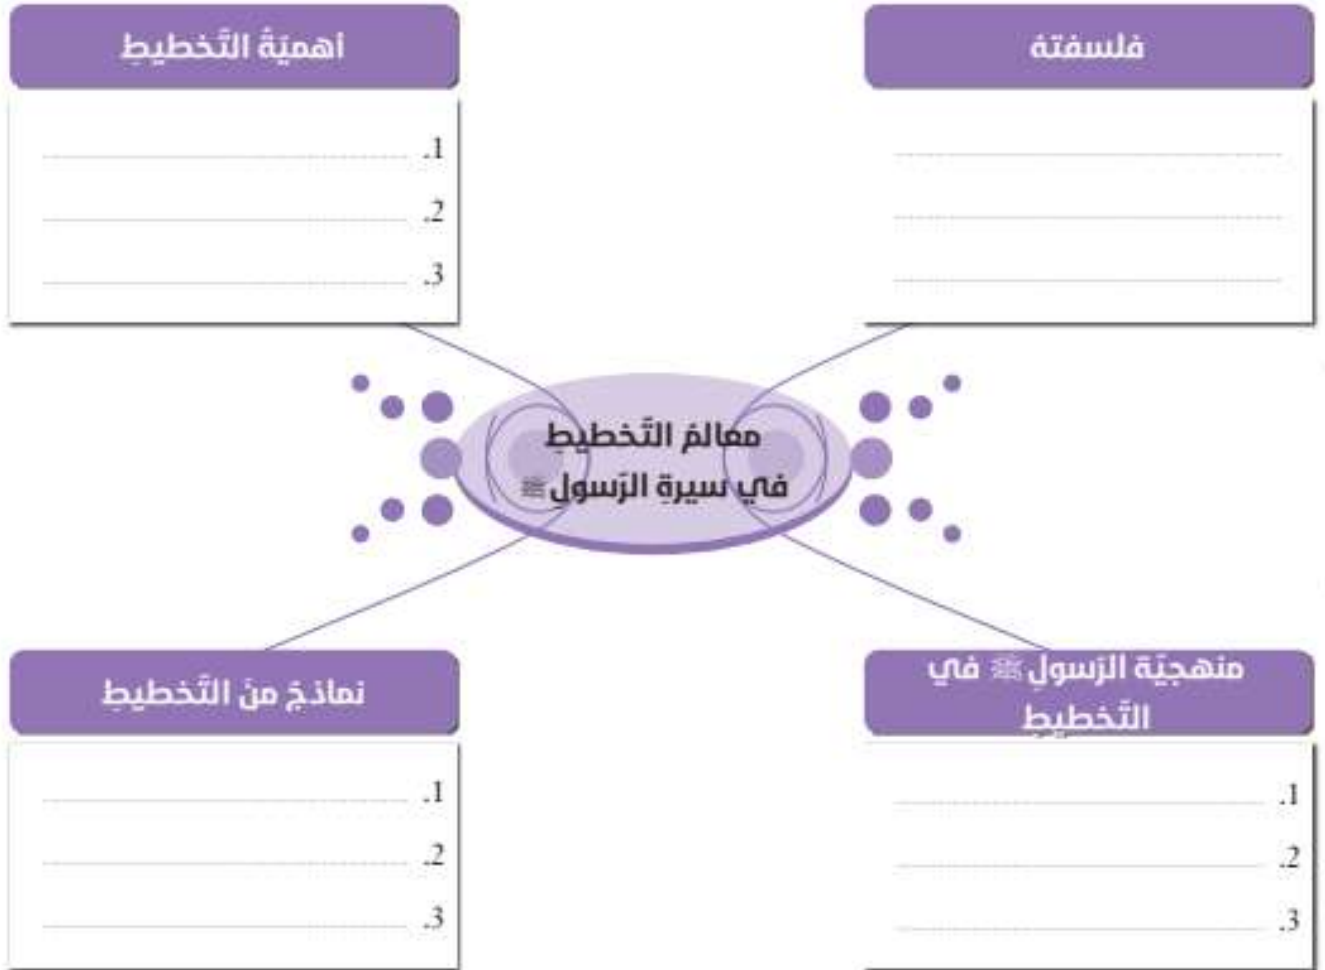 فلسفتهُ
أهميّةُ التَّخطيطِ
1.
2.
3.
معالمُ التَّخطيطِ
في سيرةِ الرّسولِ ﷺ
منهجيّة الرّسولِ ﷺ في
التَّخطيطِ
1.
2.
3.
نماذجُ منَ التَّخطيطِ
1.
2.
3.